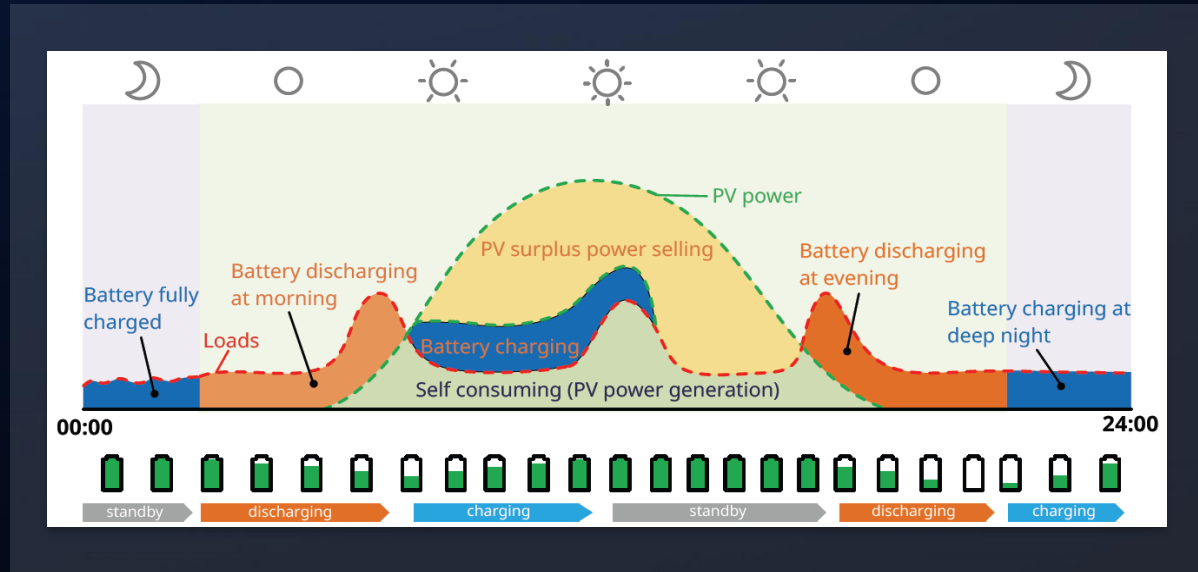 PV power
PV surplus power selling
Battery discharging
at evening
Battery discharging
at morning
Battery fully
charged
Battery charging at
deep night
Loads
Battery charging
Self consuming (PV power generation)
00:00
24:00
standby
discharging
charging
standby
discharging
charging